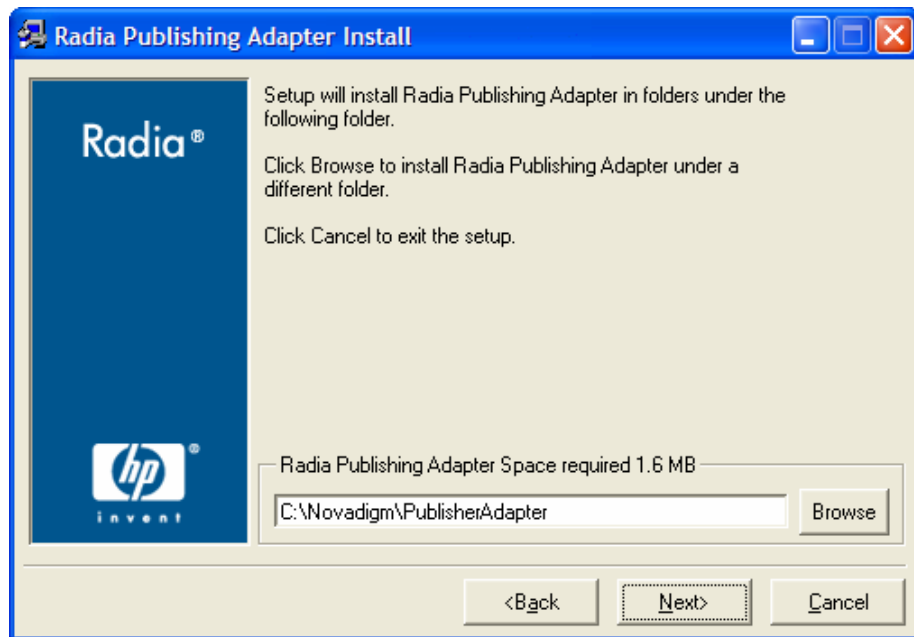 Radia Publishing Adapter Install
Radia®
Setup will install Radia Publishing Adapter in folders under the
following folder.
Click Browse to install Radia Publishing Adapter under a
different folder.
Click Cancel to exit the setup.
hp®
invent
Radia Publishing Adapter Space required 1.6 MB
C:\Novadigm\PublisherAdapter
Browse
<Back
Next>
Cancel